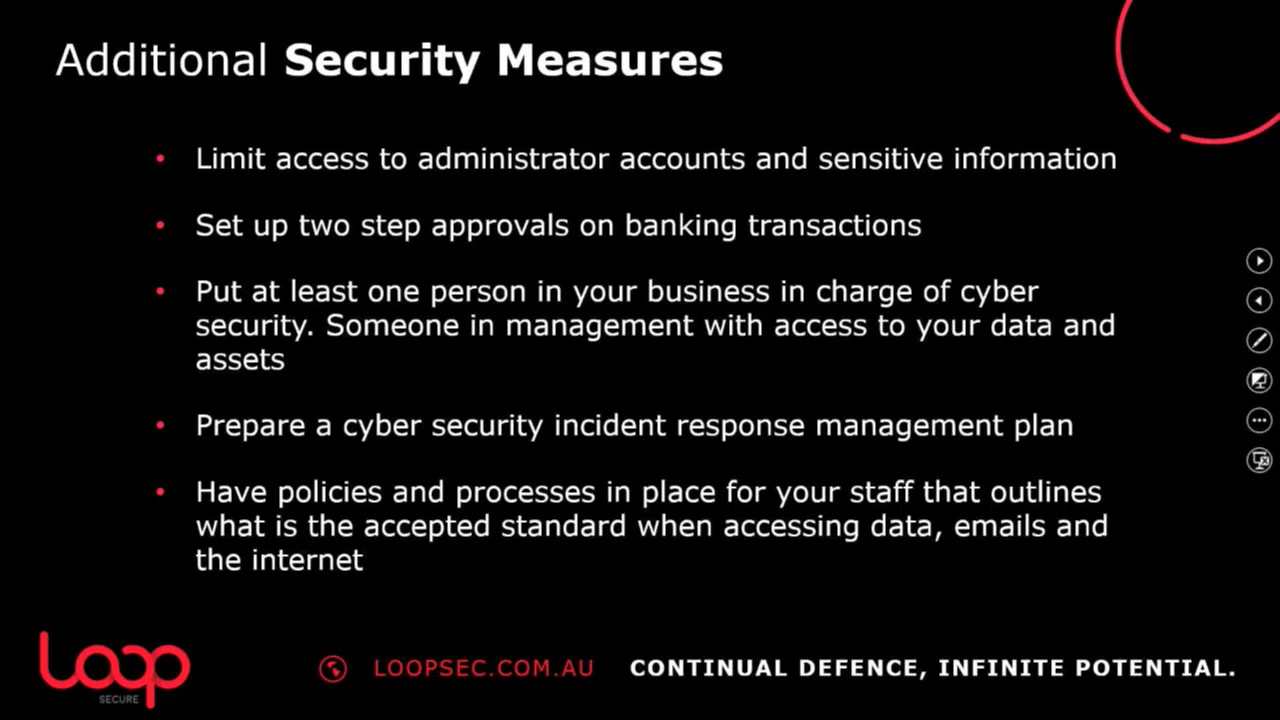 Additional Security Measures
• Limit access to administrator accounts and sensitive information
• Set up two step approvals on banking transactions
• Put at least one person in your business in charge of cyber
security. Someone in management with access to your data and
assets
• Prepare a cyber security incident response management plan
• Have policies and processes in place for your staff that outlines
what is the accepted standard when accessing data, emails and
the internet
Loop
SECURE
LOOPSEC.COM.AU
CONTINUAL DEFENCE, INFINITE POTENTIAL.